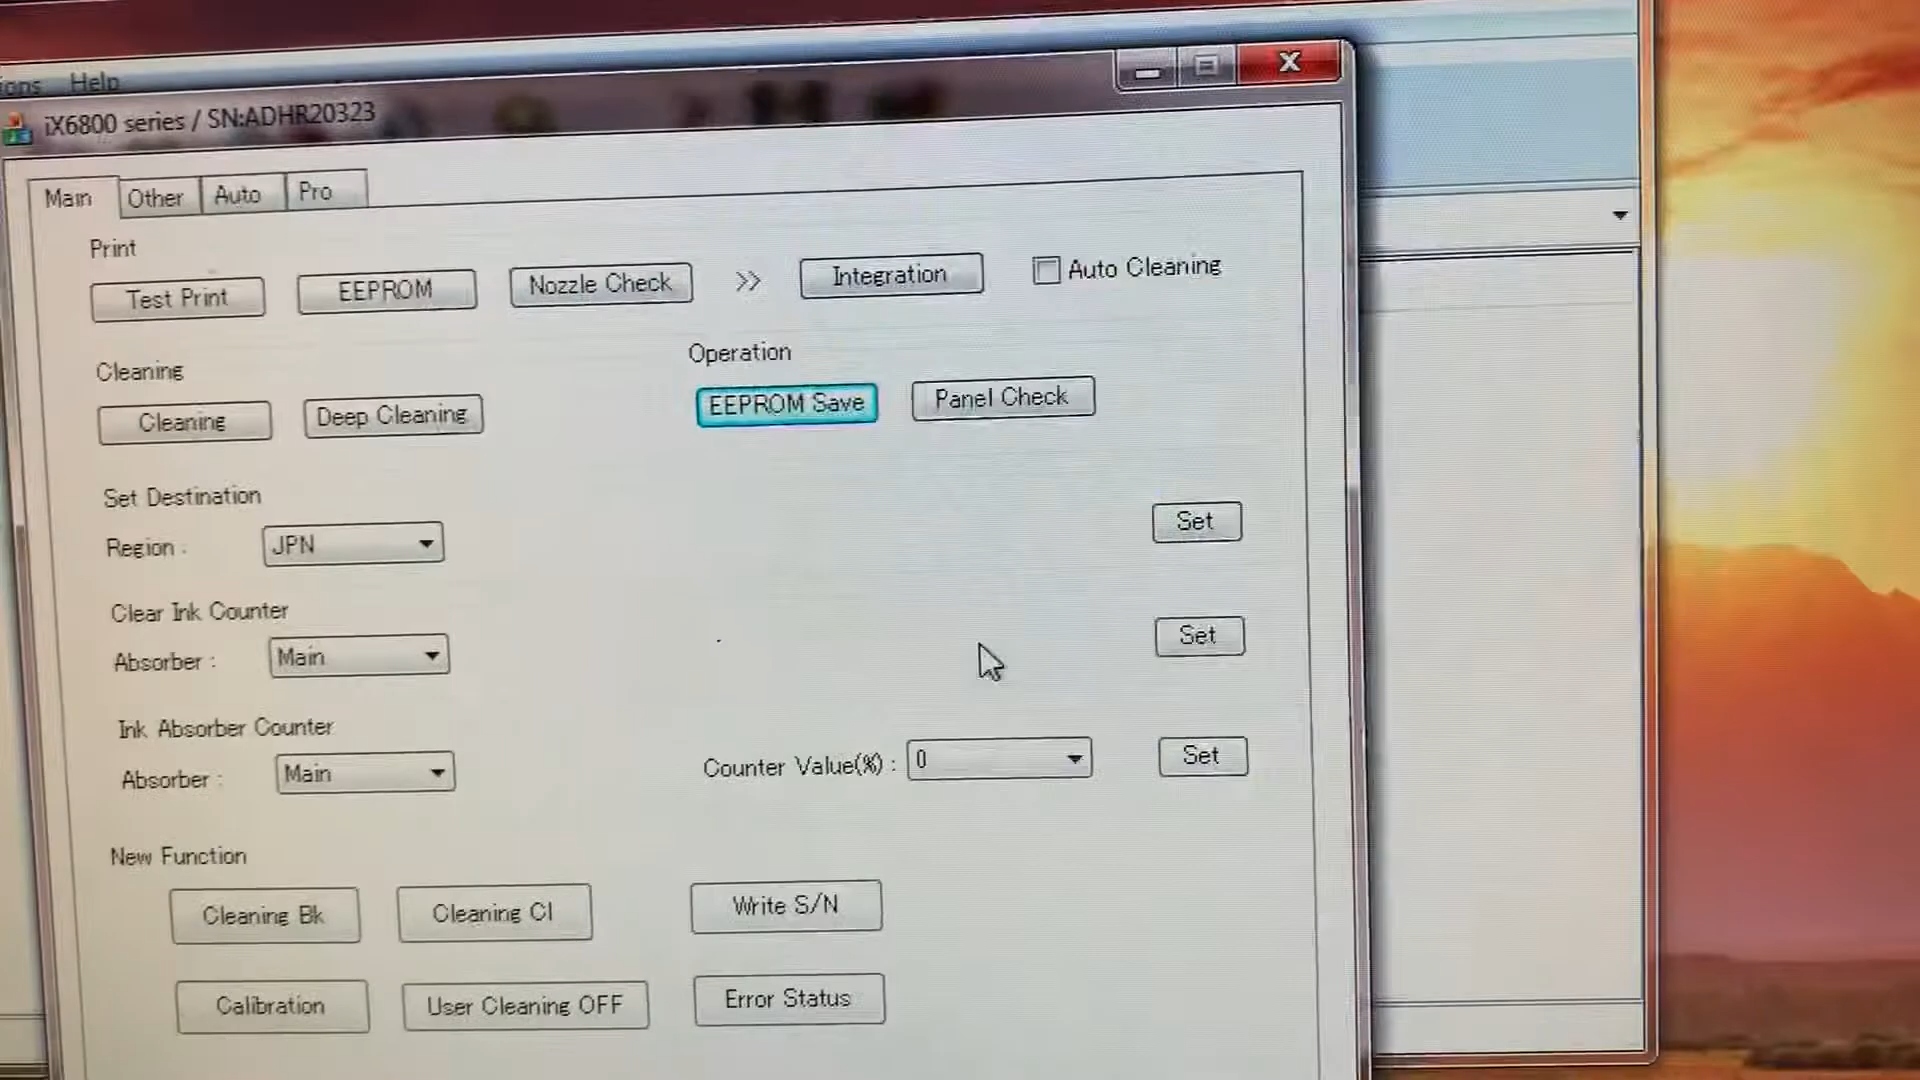 Help
iX6800 series / SN:ADHR20323
Main Other Auto Pro
Print
Test Print EEPROM Nozzle Check >> Integration Auto Cleaning
Cleaning Operation
Cleaning Deep Cleaning EEPROM Save Panel Check
Set Destination
Region : JPN Set
Clear Ink Counter
Absorber : Main Set
Ink Absorber Counter
Absorber : Main Counter Value(%) : 0 Set
New Function
Cleaning Bk Cleaning Cl Write S/N
Calibration User Cleaning OFF Error Status